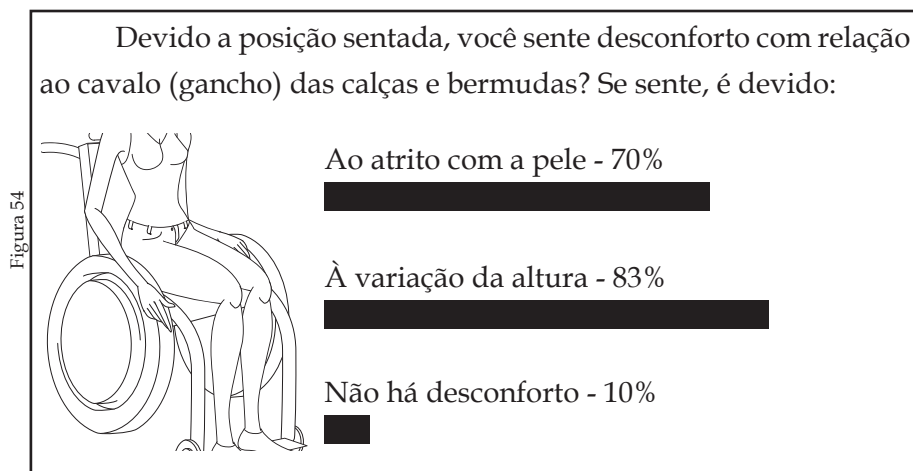 Devido a posição sentada, você sente desconforto com relação
ao cavalo (gancho) das calças e bermudas? Se sente, é devido:
Figura 54
Ao atrito com a pele - 70%
À variação da altura - 83%
Não há desconforto - 10%